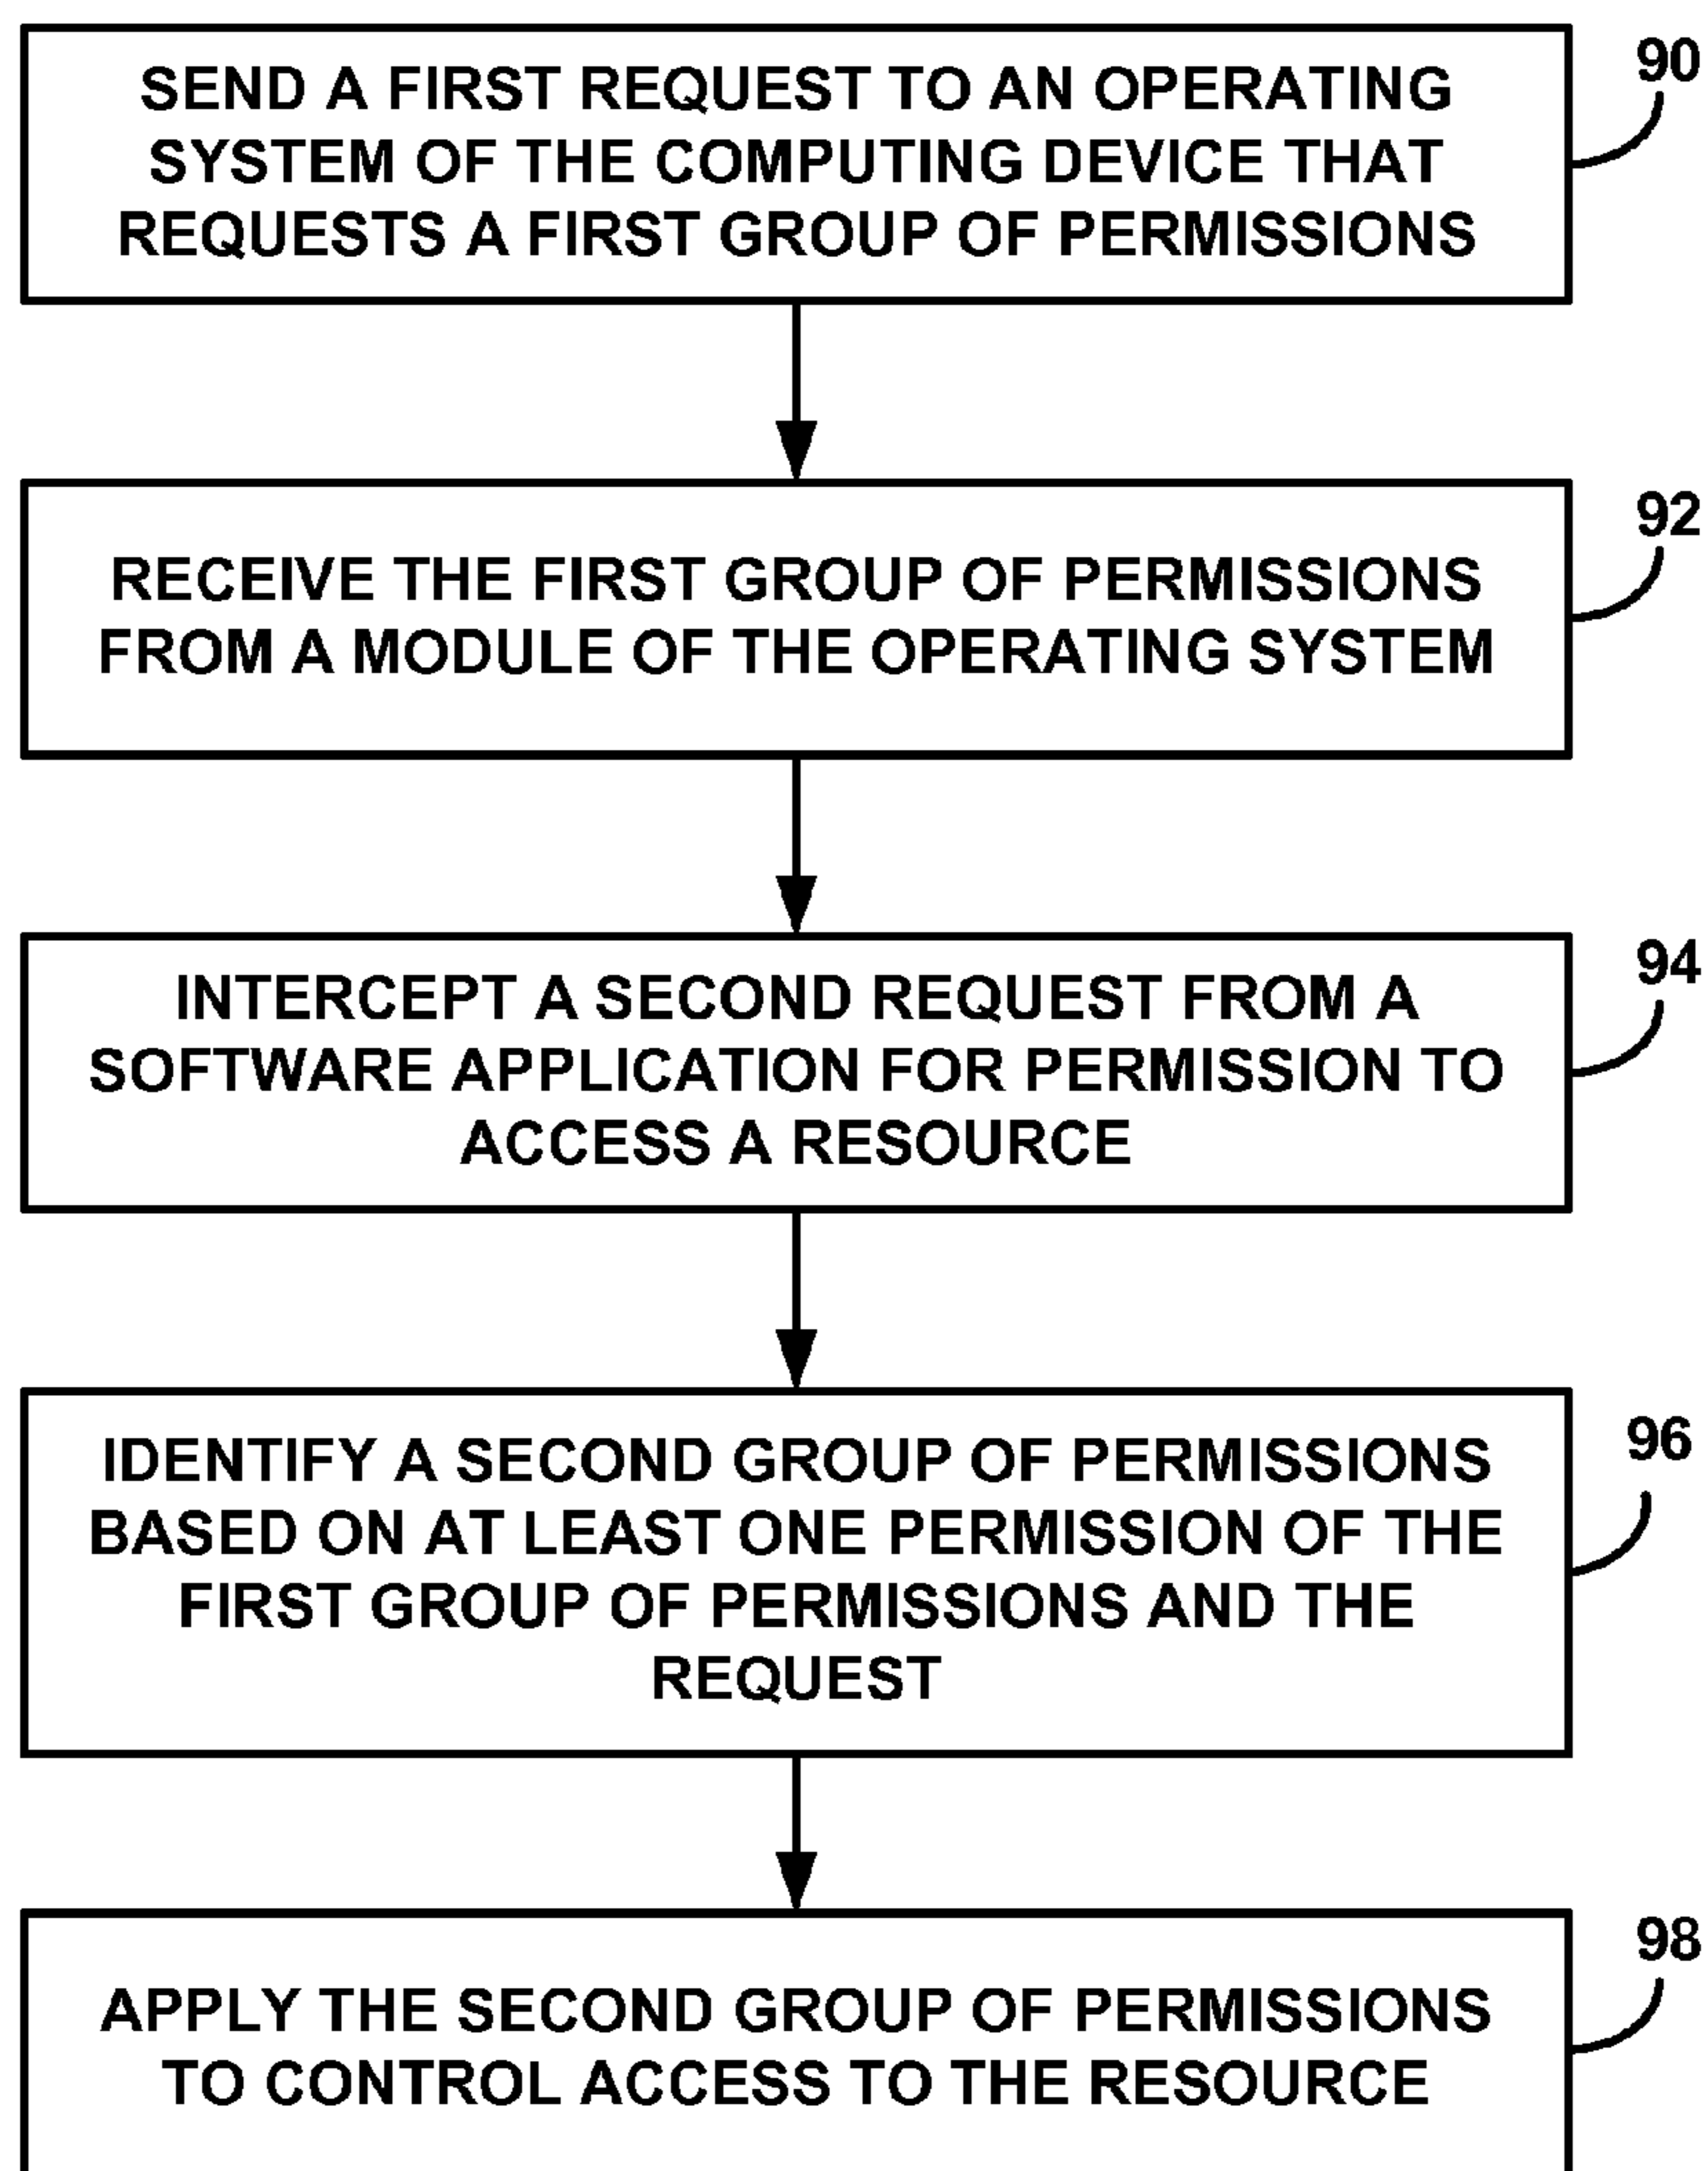 SEND A FIRST REQUEST TO AN OPERATING
SYSTEM OF THE COMPUTING DEVICE THAT
REQUESTS A FIRST GROUP OF PERMISSIONS
90
RECEIVE THE FIRST GROUP OF PERMISSIONS
FROM A MODULE OF THE OPERATING SYSTEM
92
INTERCEPT A SECOND REQUEST FROM A
SOFTWARE APPLICATION FOR PERMISSION TO
ACCESS A RESOURCE
94
IDENTIFY A SECOND GROUP OF PERMISSIONS
BASED ON AT LEAST ONE PERMISSION OF THE
FIRST GROUP OF PERMISSIONS AND THE
REQUEST
96
APPLY THE SECOND GROUP OF PERMISSIONS
TO CONTROL ACCESS TO THE RESOURCE
98